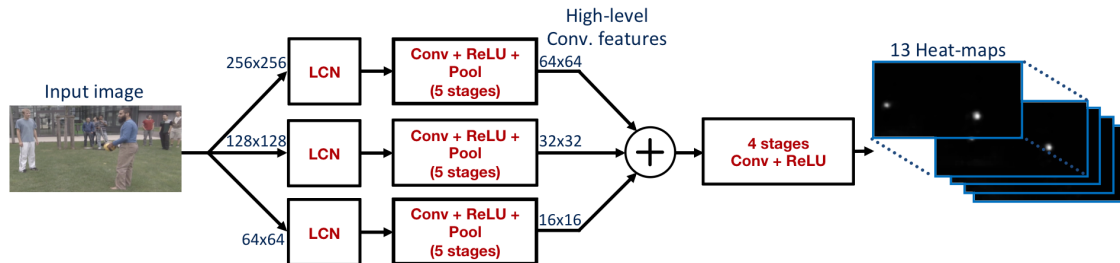 Input image
256x256
128x128
64x64
LCN
LCN
LCN
Conv + ReLU +
Pool
(5 stages)
Conv + ReLU +
Pool
(5 stages)
Conv + ReLU +
Pool
(5 stages)
High-level
Conv. features
64x64
32x32
16x16
+
4 stages
Conv + ReLU
13 Heat-maps